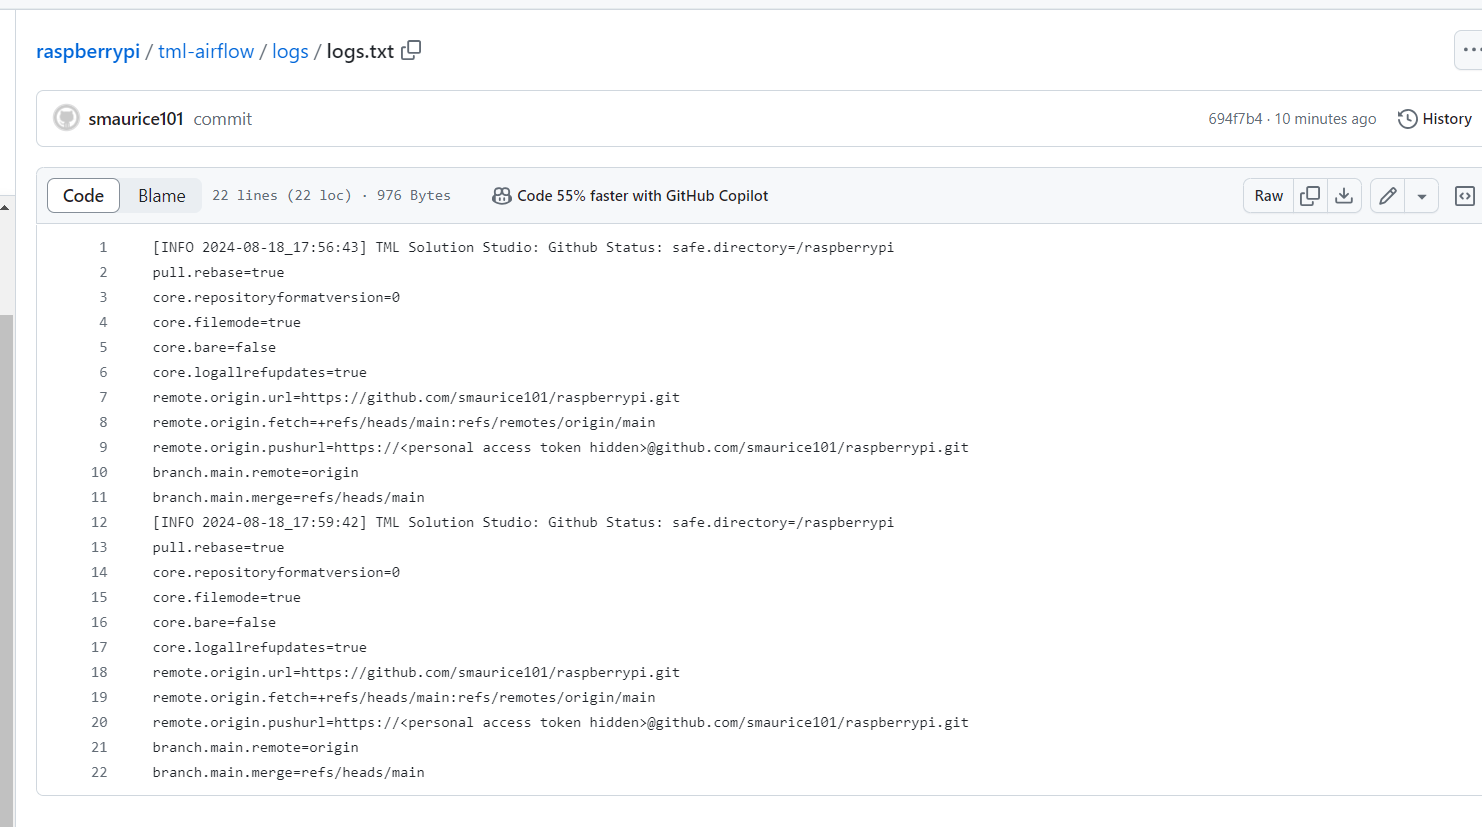 raspberrypi / tml-airflow / logs / logs.txt
smaurice101 commit 694f7b4 · 10 minutes ago History
Code Blame 22 lines (22 loc) · 976 Bytes Code 55% faster with GitHub Copilot Raw
1 [INFO 2024-08-18_17:56:43] TML Solution Studio: Github Status: safe.directory=/raspberrypi
2 pull.rebase=true
3 core.repositoryformatversion=0
4 core.filemode=true
5 core.bare=false
6 core.logallrefupdates=true
7 remote.origin.url=https://github.com/smaurice101/raspberrypi.git
8 remote.origin.fetch=+refs/heads/main:refs/remotes/origin/main
9 remote.origin.pushurl=https://<personal access token hidden>@github.com/smaurice101/raspberrypi.git
10 branch.main.remote=origin
11 branch.main.merge=refs/heads/main
12 [INFO 2024-08-18_17:59:42] TML Solution Studio: Github Status: safe.directory=/raspberrypi
13 pull.rebase=true
14 core.repositoryformatversion=0
15 core.filemode=true
16 core.bare=false
17 core.logallrefupdates=true
18 remote.origin.url=https://github.com/smaurice101/raspberrypi.git
19 remote.origin.fetch=+refs/heads/main:refs/remotes/origin/main
20 remote.origin.pushurl=https://<personal access token hidden>@github.com/smaurice101/raspberrypi.git
21 branch.main.remote=origin
22 branch.main.merge=refs/heads/main